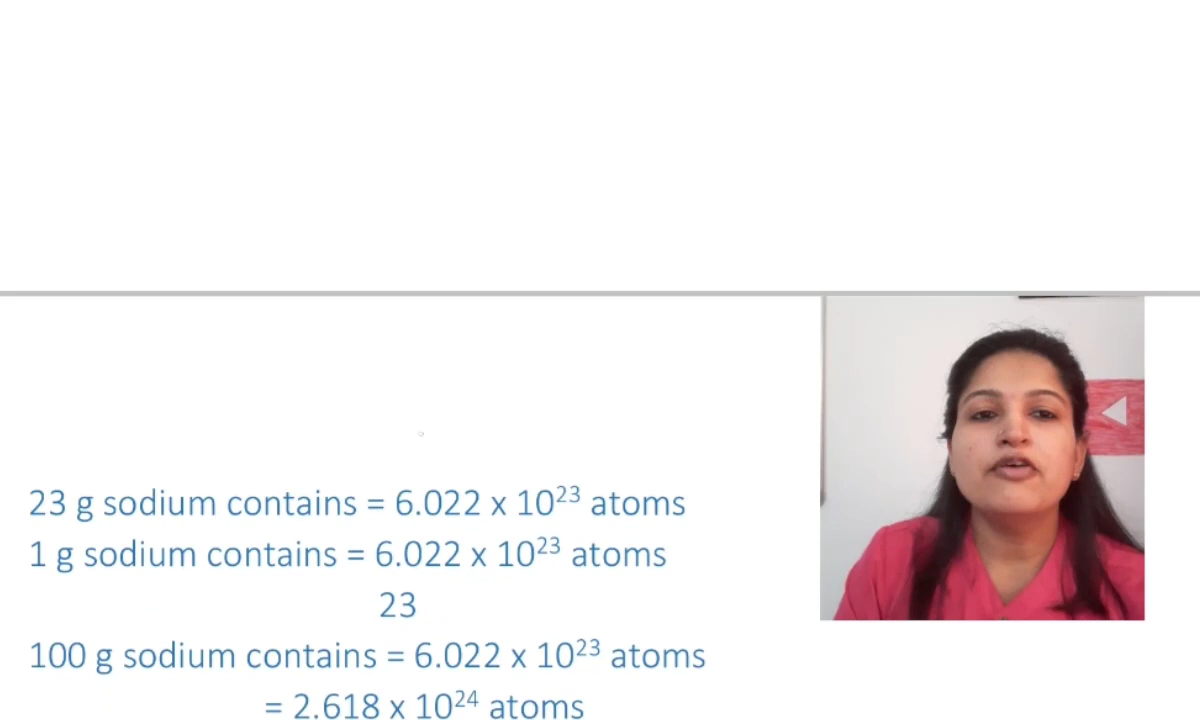 23 g sodium contains = 6.022 x 10²³ atoms
1 g sodium contains = 6.022 x 10²³ atoms
23
100 g sodium contains = 6.022 x 10²³ atoms
= 2.618 x 10²⁴ atoms